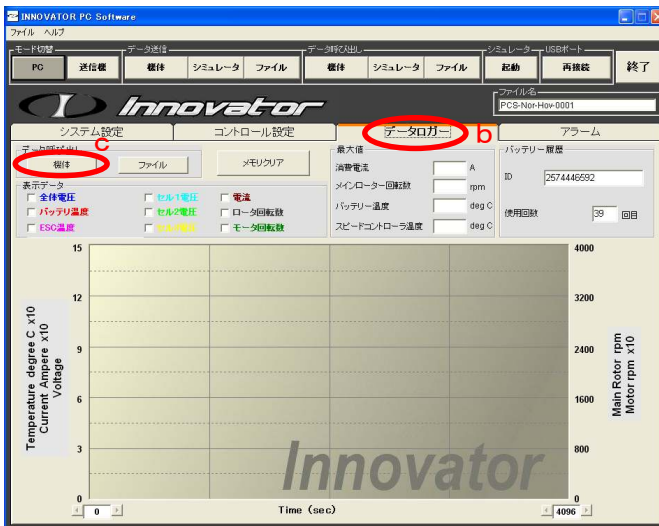 INNOVATOR PC Software
ファイル ヘルプ
モード切替 データ送信 データ呼び出し シミュレータ USBポート
PC 送信機 機体 シミュレータ ファイル 機体 シミュレータ ファイル 起動 再接続 終了
Innovator
ファイル名
PCS-Nor-Hov-0001
システム設定 コントロール設定 データロガー b アラーム
c
データ呼び出し
機体 ファイル メモリクリア
最大値
消費電流 A
メインローター回転数 rpm
バッテリー温度 deg C
スピードコントローラ温度 deg C
バッテリー履歴
ID 2574446592
使用回数 39 回目
表示データ
全体電圧 セル1電圧 電流
バッテリ温度 セル2電圧 ロータ回転数
ESC温度 セル3電圧 モータ回転数
15 4000
12 3200
9 2400
6 1600
3 800
0 0
Temperature degree C x10
Current Ampere x10
Voltage
Main Rotor rpm
Motor rpm x10
Innovator
0 Time (sec) 4096